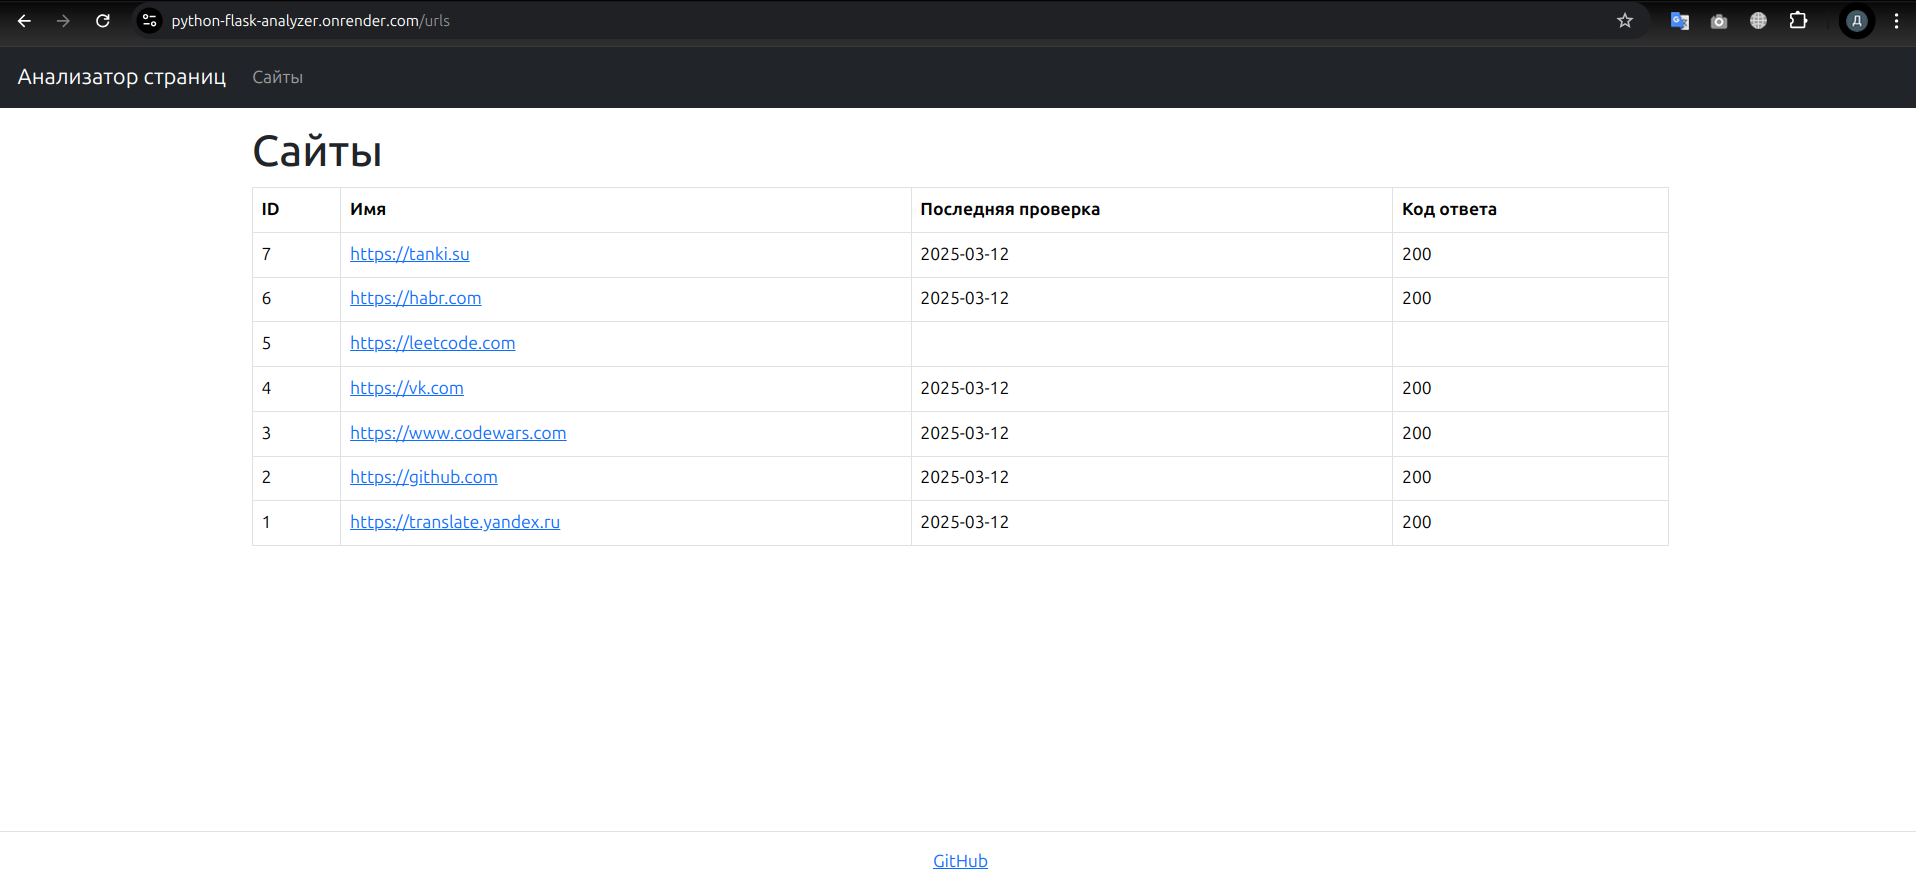 python-flask-analyzer.onrender.com/urls
Д
Анализатор страниц Сайты
Сайты
ID Имя Последняя проверка Код ответа
7 https://tanki.su 2025-03-12 200
6 https://habr.com 2025-03-12 200
5 https://leetcode.com
4 https://vk.com 2025-03-12 200
3 https://www.codewars.com 2025-03-12 200
2 https://github.com 2025-03-12 200
1 https://translate.yandex.ru 2025-03-12 200
GitHub